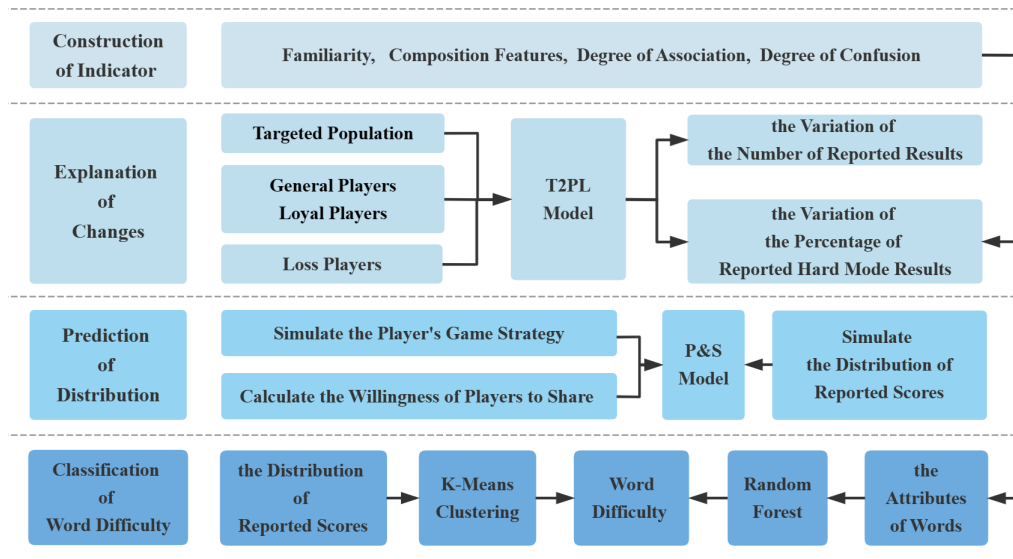 Construction
of Indicator
Familiarity, Composition Features, Degree of Association, Degree of Confusion
Explanation
of
Changes
Targeted Population
General Players
Loyal Players
Loss Players
T2PL
Model
the Variation of
the Number of Reported Results
the Variation of
the Percentage of
Reported Hard Mode Results
Prediction
of
Distribution
Simulate the Player's Game Strategy
Calculate the Willingness of Players to Share
P&S
Model
Simulate
the Distribution of
Reported Scores
Classification
of
Word Difficulty
the Distribution
of
Reported Scores
K-Means
Clustering
Word
Difficulty
Random
Forest
the
Attributes
of Words